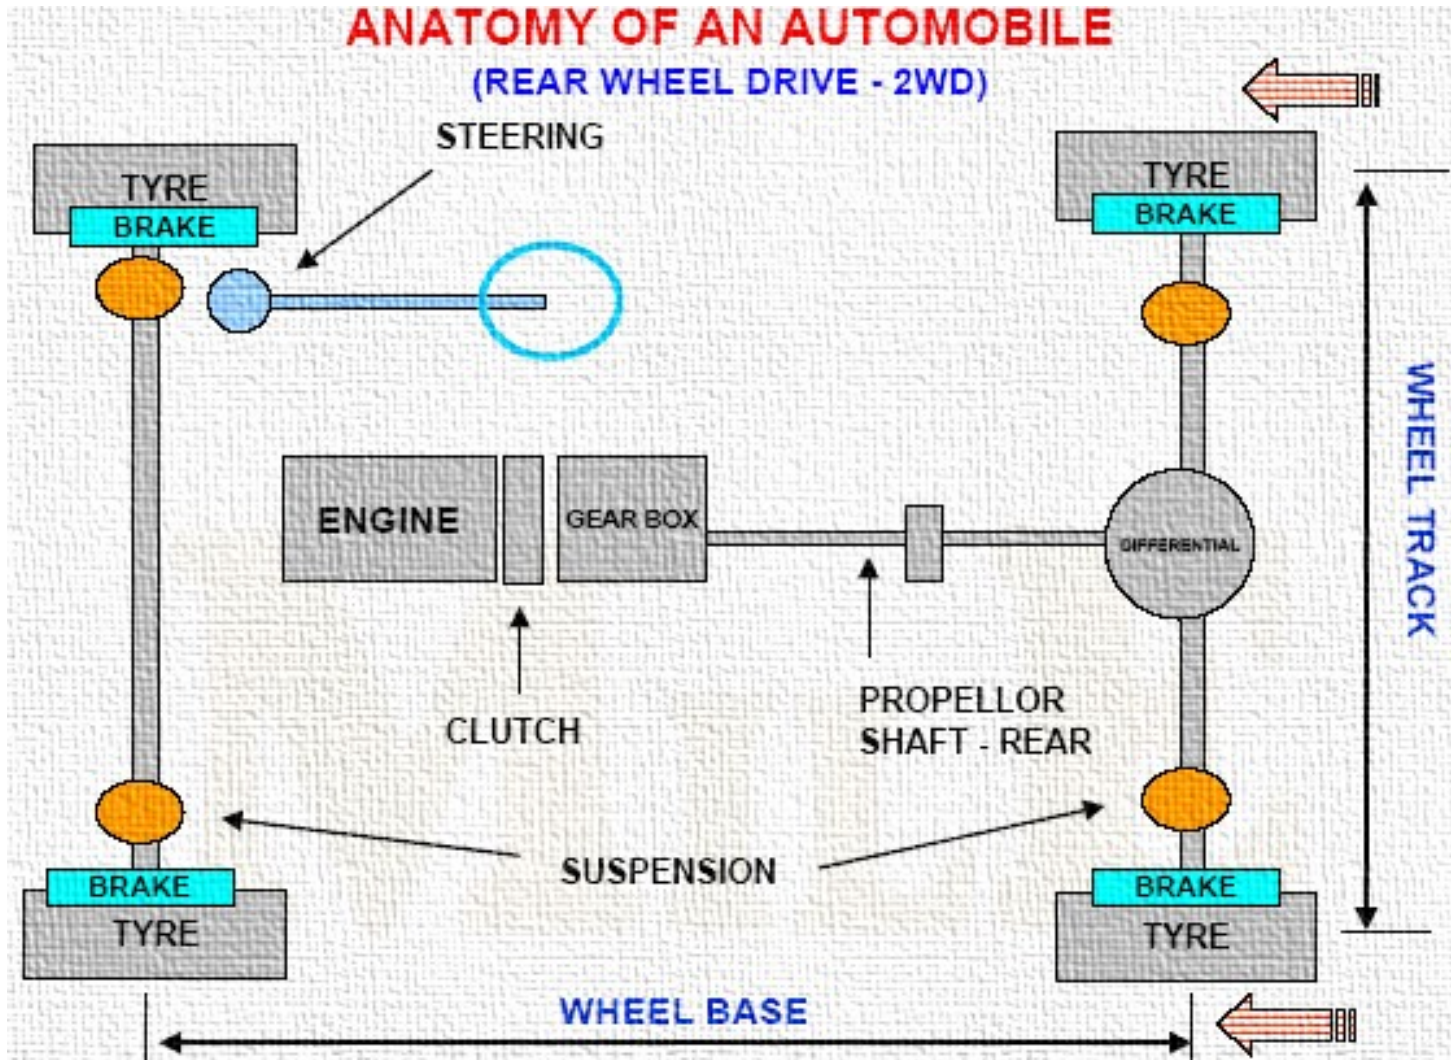 ANATOMY OF AN AUTOMOBILE
(REAR WHEEL DRIVE - 2WD)
STEERING
TYRE
BRAKE
TYRE
BRAKE
WHEEL TRACK
ENGINE
GEAR BOX
DIFFERENTIAL
CLUTCH
PROPELLOR
SHAFT - REAR
SUSPENSION
BRAKE
TYRE
BRAKE
TYRE
WHEEL BASE